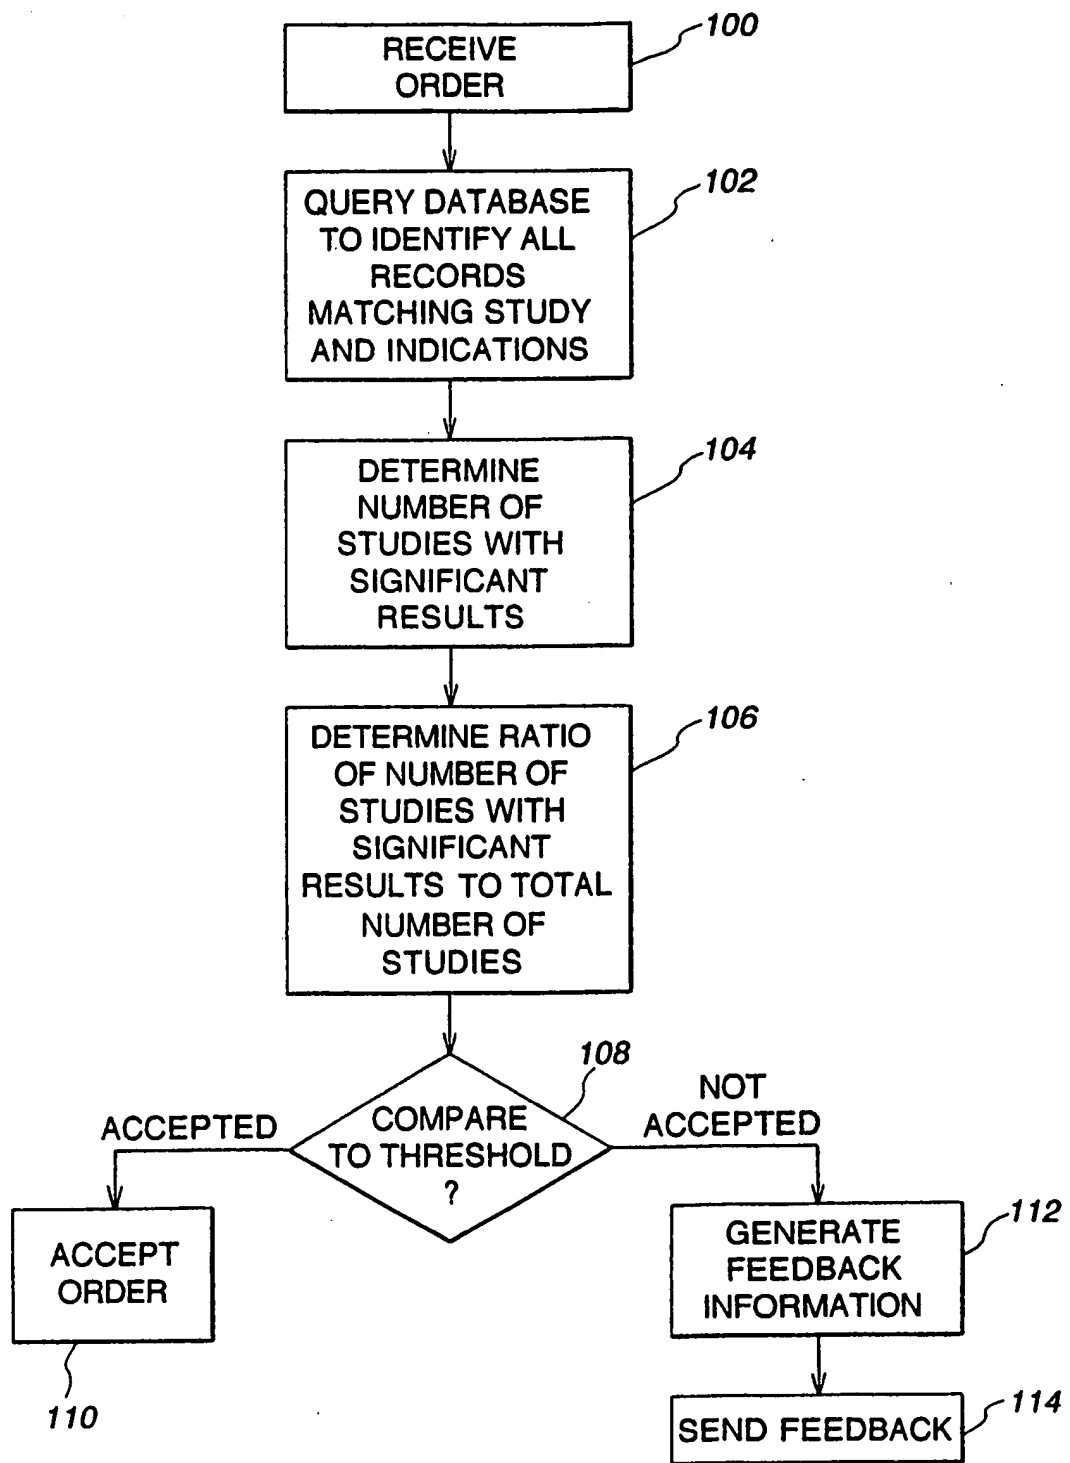 100
RECEIVE
ORDER
102
QUERY DATABASE
TO IDENTIFY ALL
RECORDS
MATCHING STUDY
AND INDICATIONS
104
DETERMINE
NUMBER OF
STUDIES WITH
SIGNIFICANT
RESULTS
106
DETERMINE RATIO
OF NUMBER OF
STUDIES WITH
SIGNIFICANT
RESULTS TO TOTAL
NUMBER OF
STUDIES
108
COMPARE
TO THRESHOLD
?
ACCEPTED
NOT
ACCEPTED
ACCEPT
ORDER
110
112
GENERATE
FEEDBACK
INFORMATION
114
SEND FEEDBACK